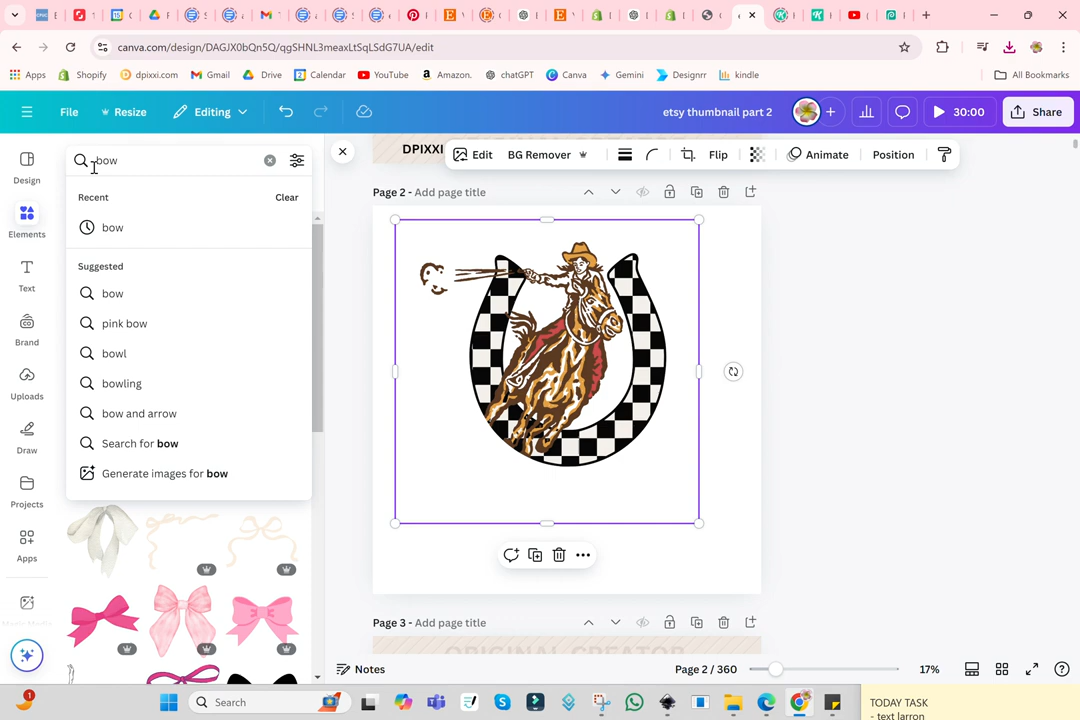 canva.com/design/DAGJX0bQn5Q/qgSHNL3meaxLtSqLSdG7UA/edit
Apps
Shopify
dpixxi.com
Gmail
Drive
Calendar
YouTube
Amazon.
chatGPT
Canva
Gemini
Designrr
kindle
All Bookmarks
File
Resize
Editing
etsy thumbnail part 2
30:00
Share
Design
Elements
Text
Brand
Uploads
Draw
Projects
Apps
bow
Recent
Clear
bow
Suggested
bow
pink bow
bowl
bowling
bow and arrow
Search for bow
Generate images for bow
DPIXXI
Edit
BG Remover
Flip
Animate
Position
Page 2 - Add page title
Page 3 - Add page title
ORIGINAL CREATOR
Notes
Page 2 / 360
17%
Search
TODAY TASK
- text larron